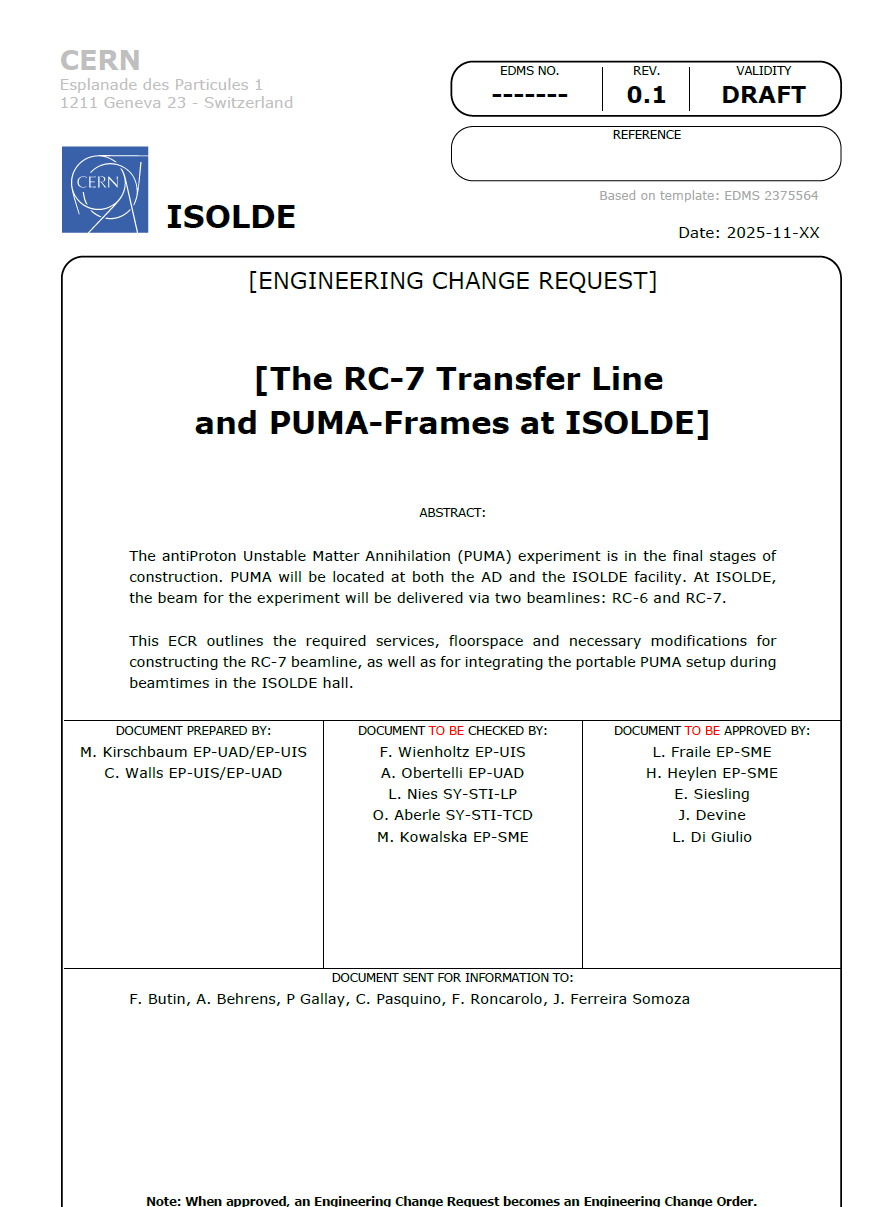 CERN
Esplanade des Particules 1
1211 Geneva 23 - Switzerland
EDMS NO.
REV.
VALIDITY
-------
0.1
DRAFT
REFERENCE
Based on template: EDMS 2375564
CERN
ISOLDE
Date: 2025-11-XX
[ENGINEERING CHANGE REQUEST]
[The RC-7 Transfer Line
and PUMA-Frames at ISOLDE]
ABSTRACT:
The antiProton Unstable Matter Annihilation (PUMA) experiment is in the final stages of
construction. PUMA will be located at both the AD and the ISOLDE facility. At ISOLDE,
the beam for the experiment will be delivered via two beamlines: RC-6 and RC-7.
This ECR outlines the required services, floorspace and necessary modifications for
constructing the RC-7 beamline, as well as for integrating the portable PUMA setup during
beamtimes in the ISOLDE hall.
DOCUMENT PREPARED BY:
M. Kirschbaum EP-UAD/EP-UIS
C. Walls EP-UIS/EP-UAD
DOCUMENT TO BE CHECKED BY:
F. Wienholtz EP-UIS
A. Obertelli EP-UAD
L. Nies SY-STI-LP
O. Aberle SY-STI-TCD
M. Kowalska EP-SME
DOCUMENT TO BE APPROVED BY:
L. Fraile EP-SME
H. Heylen EP-SME
E. Siesling
J. Devine
L. Di Giulio
DOCUMENT SENT FOR INFORMATION TO:
F. Butin, A. Behrens, P Gallay, C. Pasquino, F. Roncarolo, J. Ferreira Somoza
Note: When approved, an Engineering Change Request becomes an Engineering Change Order.